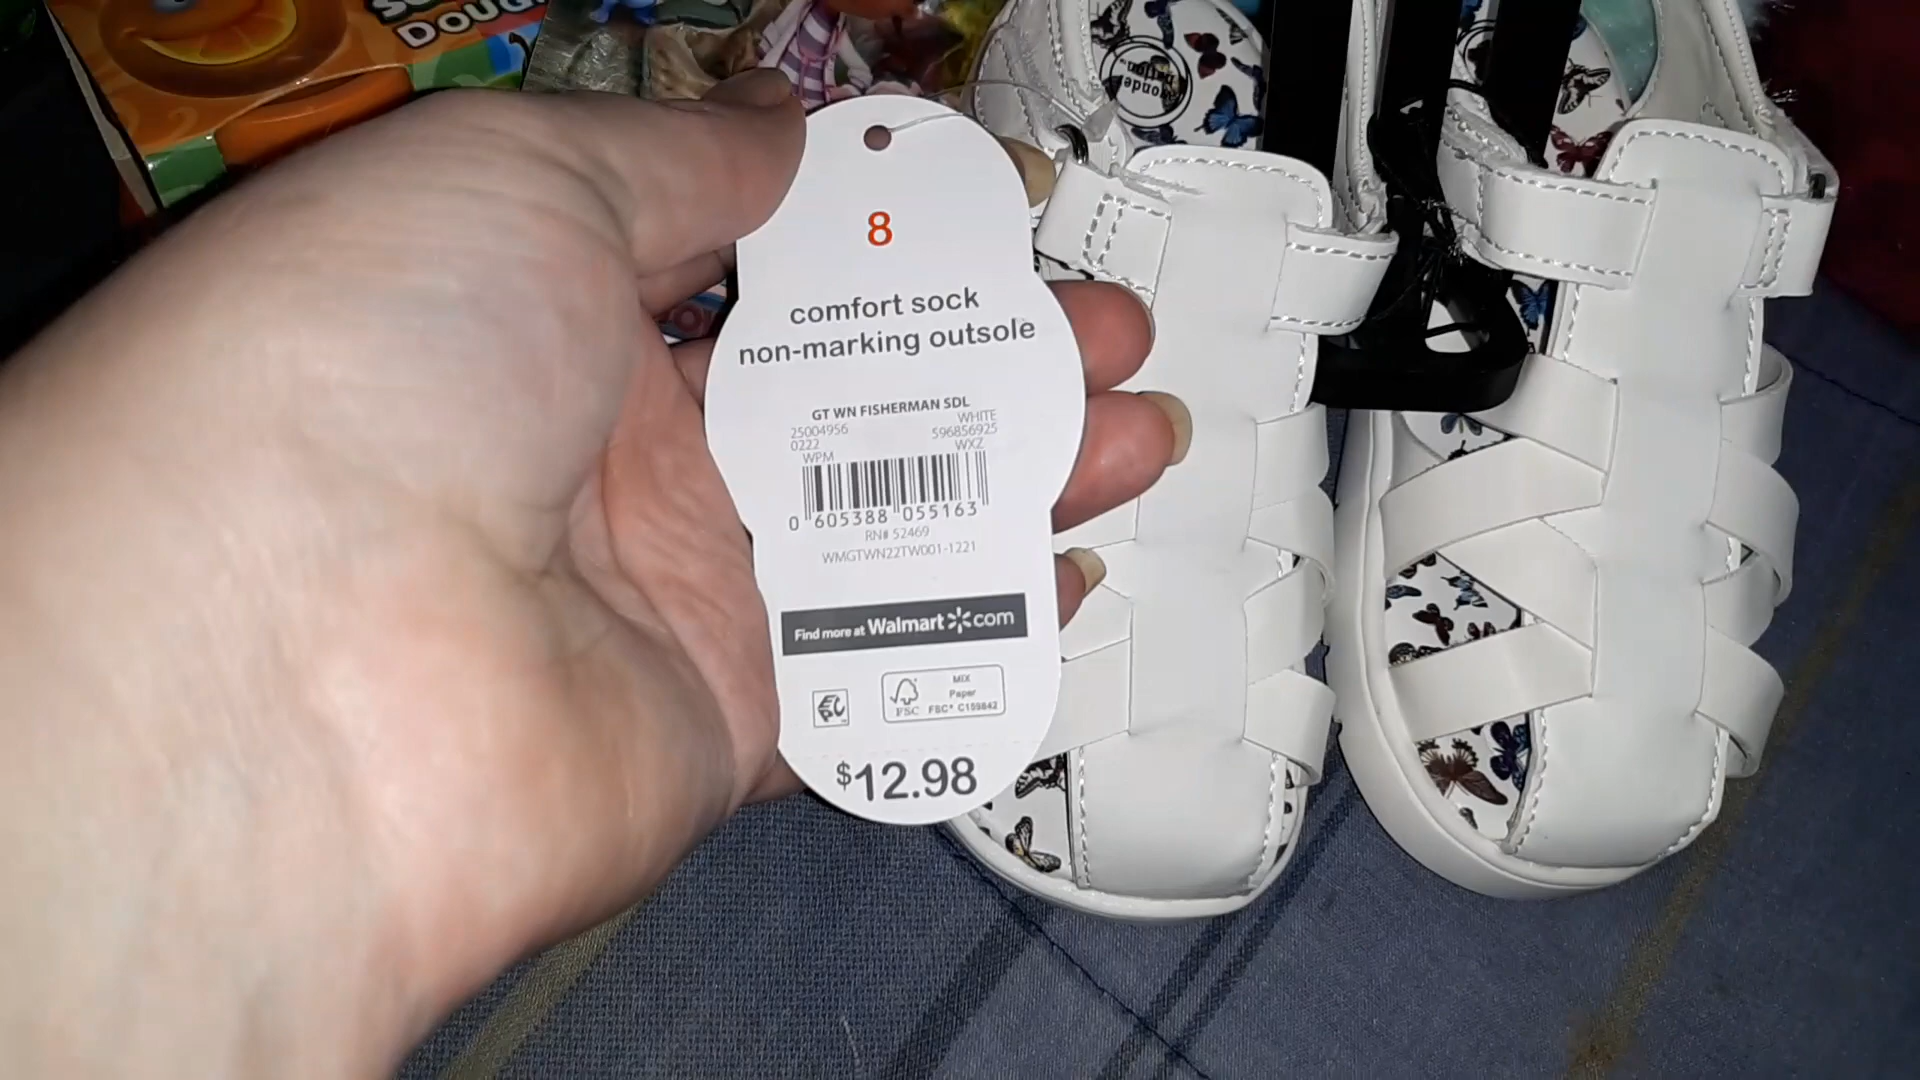 DOUGH
8
comfort sock
non-marking outsole
GT WN FISHERMAN SDL
25004956 WHITE
0222 596856925
WPM WXZ
0 605388 055163
RN# 52469
WMGTWN22TW001-1221
Find more at Walmart com
MIX
Paper
FSC FSC® C159842
$12.98